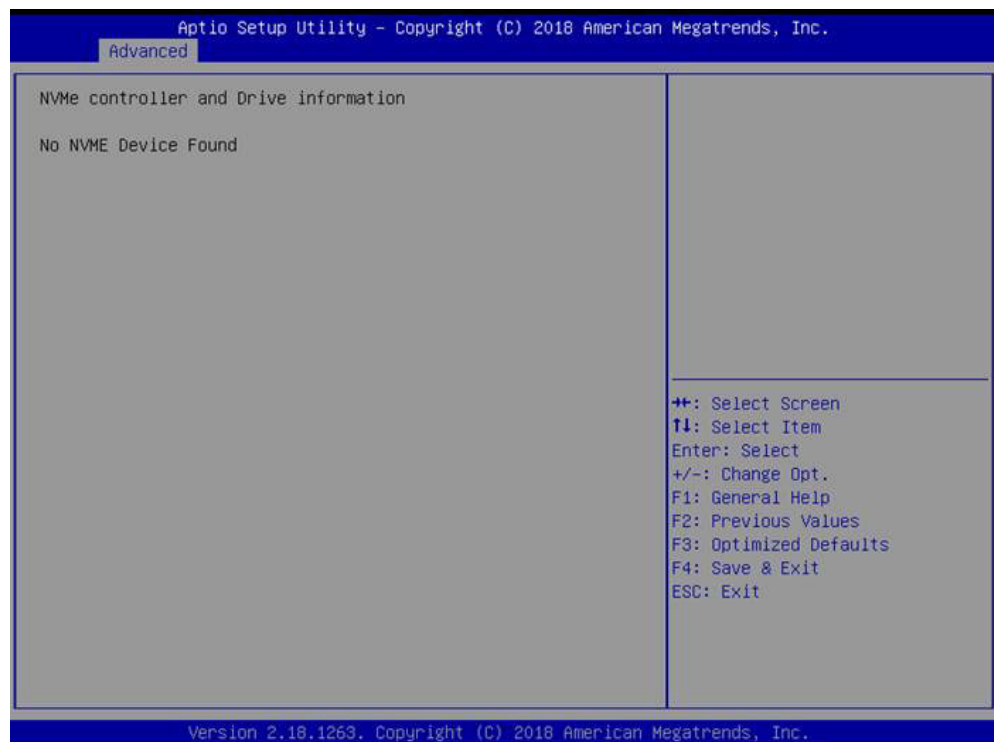 Aptio Setup Utility – Copyright (C) 2018 American Megatrends, Inc.
Advanced
NVMe controller and Drive information
No NVME Device Found
→←: Select Screen
↑↓: Select Item
Enter: Select
+/-: Change Opt.
F1: General Help
F2: Previous Values
F3: Optimized Defaults
F4: Save & Exit
ESC: Exit
Version 2.18.1263. Copyright (C) 2018 American Megatrends, Inc.